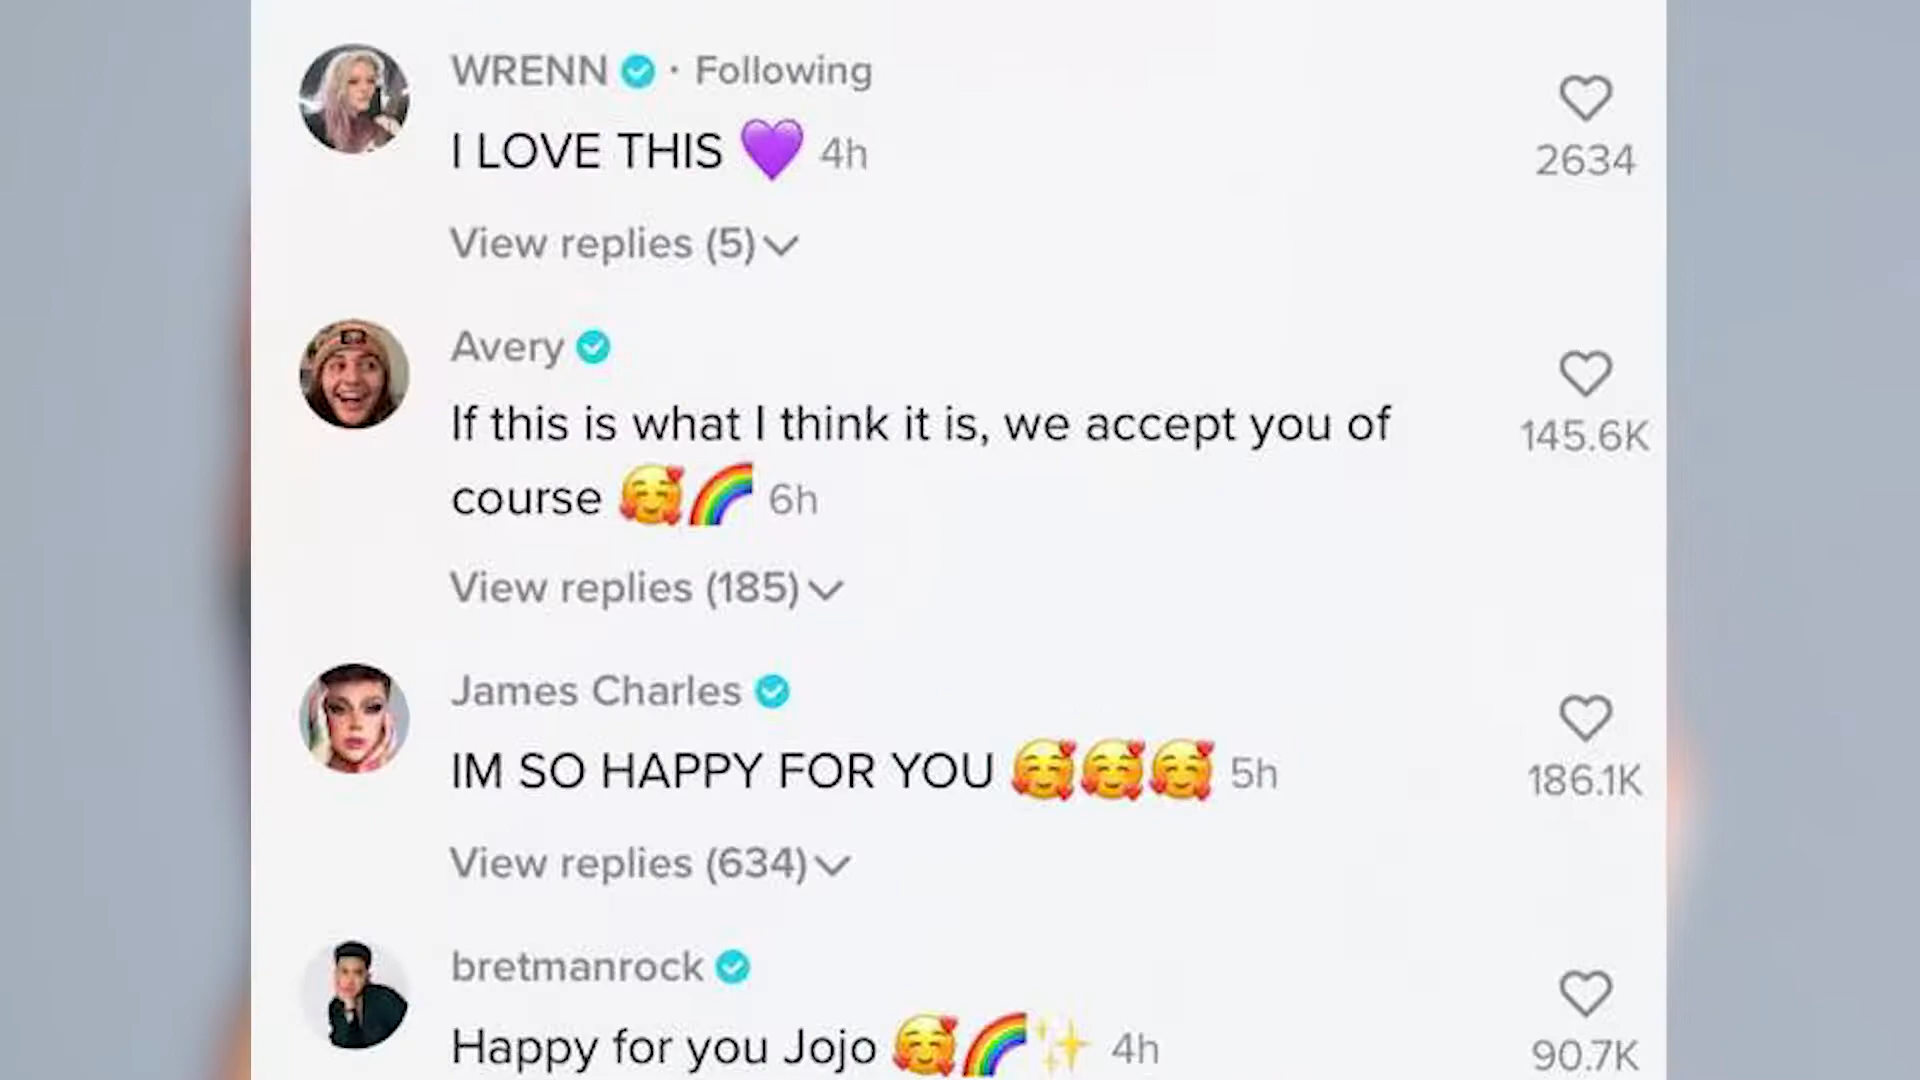 WRENN · Following
I LOVE THIS 💜 4h
2634
View replies (5)
Avery
If this is what I think it is, we accept you of
course 🥰🌈 6h
145.6K
View replies (185)
James Charles
IM SO HAPPY FOR YOU 🥰🥰🥰 5h
186.1K
View replies (634)
bretmanrock
Happy for you Jojo 🥰🌈✨ 4h
90.7K